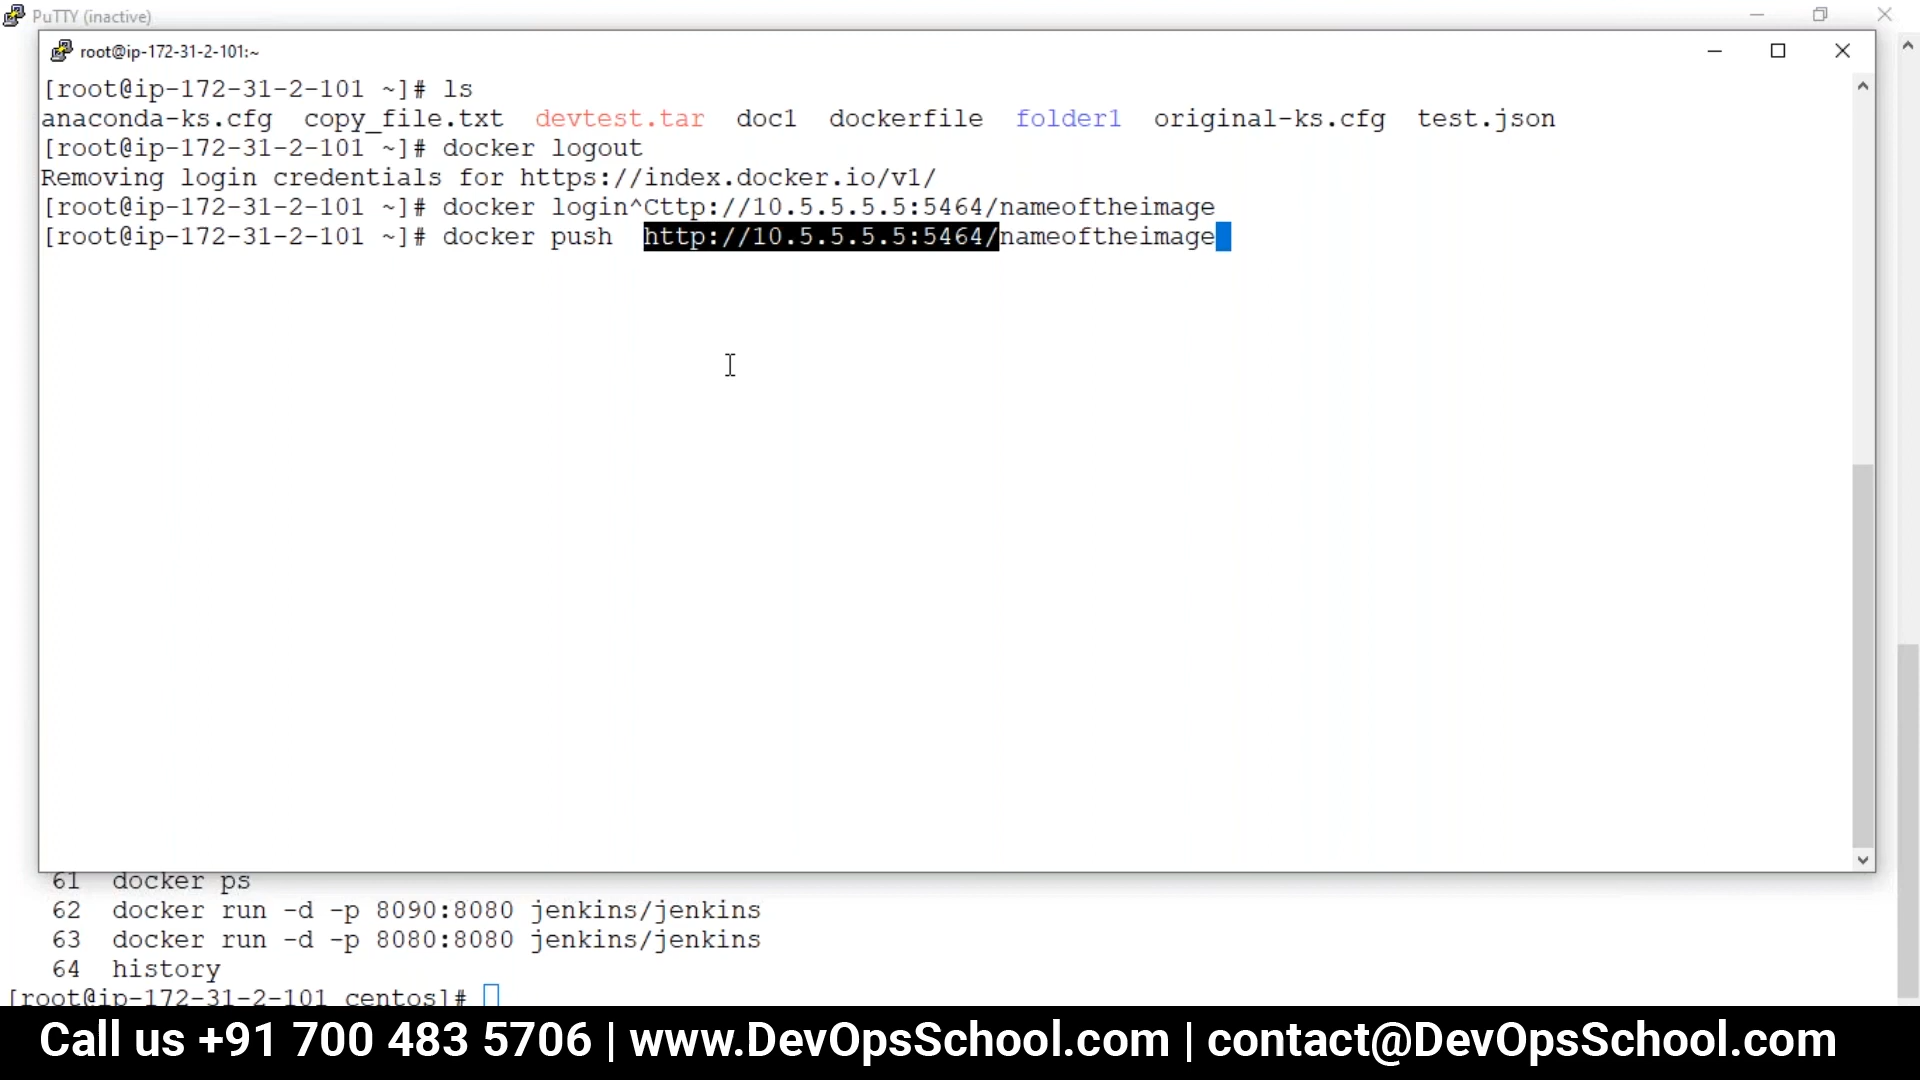 PuTTY (inactive)
root@ip-172-31-2-101:~
[root@ip-172-31-2-101 ~]# ls
anaconda-ks.cfg  copy_file.txt  devtest.tar  doc1  dockerfile  folder1  original-ks.cfg  test.json
[root@ip-172-31-2-101 ~]# docker logout
Removing login credentials for https://index.docker.io/v1/
[root@ip-172-31-2-101 ~]# docker login^Cttp://10.5.5.5.5:5464/nameoftheimage
[root@ip-172-31-2-101 ~]# docker push  http://10.5.5.5.5:5464/nameoftheimage
61  docker ps
62  docker run -d -p 8090:8080 jenkins/jenkins
63  docker run -d -p 8080:8080 jenkins/jenkins
64  history
[root@ip-172-31-2-101 centos]#
Call us +91 700 483 5706 | www.DevOpsSchool.com | contact@DevOpsSchool.com